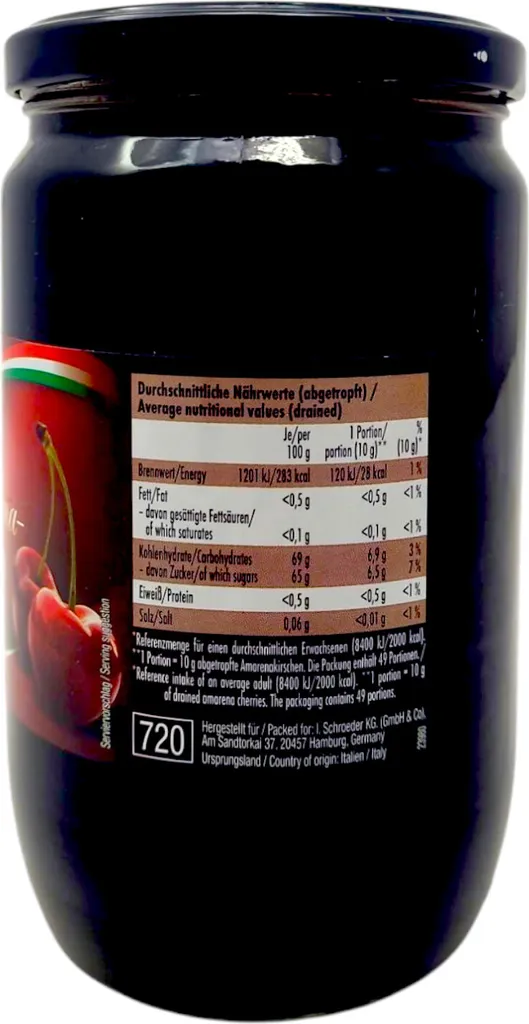 Durchschnittliche Nährwerte (abgetropft) /
Average nutritional values (drained)
Je/per 100 g 1 Portion/ portion (10 g)** % (10 g)*
Brennwert/Energy 1201 kJ/283 kcal 120 kJ/28 kcal 1%
Fett/Fat <0,5 g <0,5 g <1%
- davon gesättigte Fettsäuren/
of which saturates <0,1 g <0,1 g <1%
Kohlenhydrate/Carbohydrates 69 g 6,9 g 3%
- davon Zucker/of which sugars 65 g 6,5 g 7%
Eiweiß/Protein <0,5 g <0,5 g <1%
Salz/Salt 0,06 g <0,01 g <1%
*Referenzmenge für einen durchschnittlichen Erwachsenen (8400 kJ/2000 kcal).
**1 Portion = 10 g abgetropfte Amarenakirschen. Die Packung enthält 49 Portionen. /
*Reference intake of an average adult (8400 kJ/2000 kcal). **1 portion = 10 g
of drained amarena cherries. The packaging contains 49 portions.
720
Hergestellt für / Packed for: I. Schroeder KG. (GmbH & Co),
Am Sandtorkai 37, 20457 Hamburg, Germany
Ursprungsland / Country of origin: Italien / Italy
Serviervorschlag / Serving suggestion